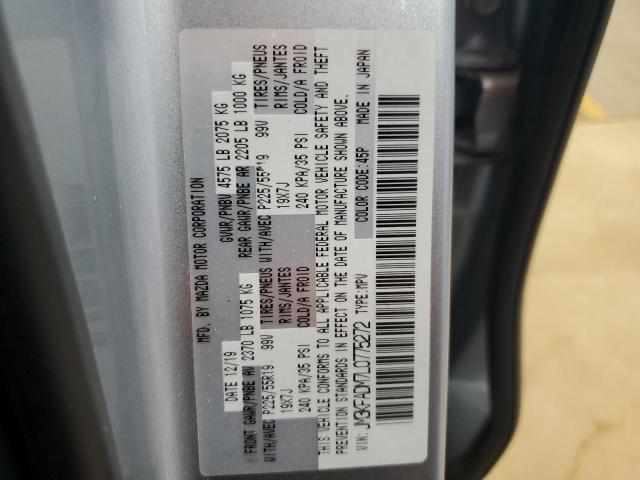 MFD. BY MAZDA MOTOR CORPORATION
DATE 12/19 GVWR/PNBV 4575 LB 2075 KG
FRONT GAWR/PNBE AV 2370 LB 1075 KG REAR GAWR/PNBE AR 2205 LB 1000 KG
WITH/AVEC P225/55R19 99V TIRES/PNEUS WITH/AVEC P225/55R19 99V TIRES/PNEUS
19X7J RIMS/JANTES 19X7J RIMS/JANTES
240 KPA/35 PSI COLD/A FROID 240 KPA/35 PSI COLD/A FROID
THIS VEHICLE CONFORMS TO ALL APPLICABLE FEDERAL MOTOR VEHICLE SAFETY AND THEFT
PREVENTION STANDARDS IN EFFECT ON THE DATE OF MANUFACTURE SHOWN ABOVE.
VIN: JM3KFADM7L0775272 TYPE:MPV COLOR CODE:45P MADE IN JAPAN